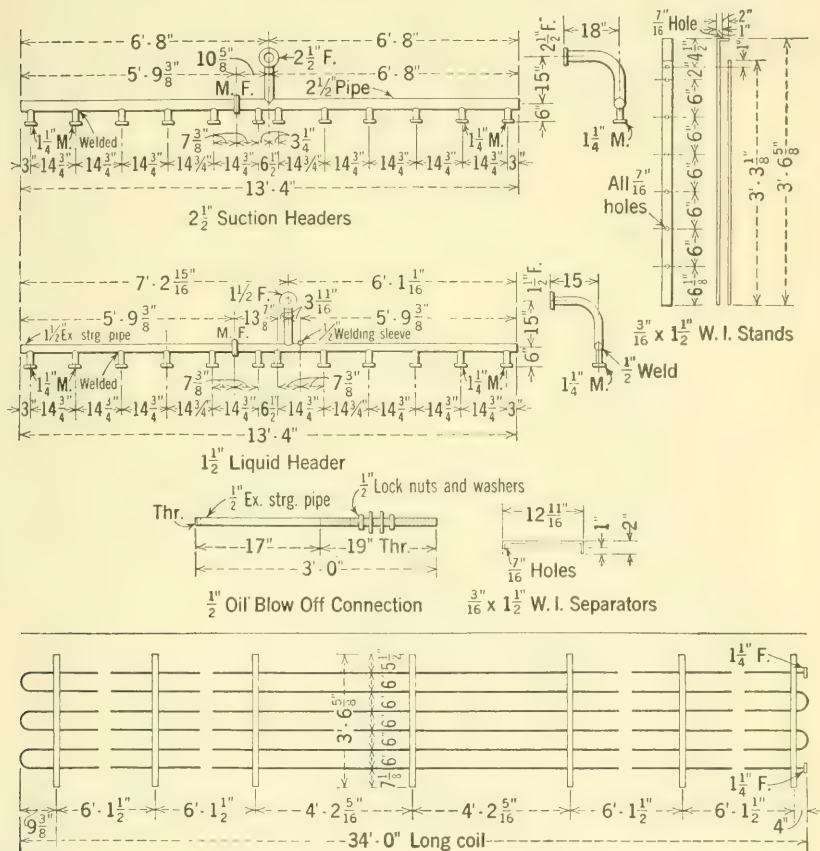 6'-8" 6'-8"
10 5/8" 2 1/2" F.
5'-9 3/8" 6'-8"
M. F. 2 1/2" Pipe
1 1/4" M. Welded 7 3/8" 3 1/4" 1 1/4" M.
3" 14 3/4" 14 3/4" 14 3/4" 14 3/4" 14 3/4" 6 1/2" 14 3/4" 14 3/4" 14 3/4" 14 3/4" 14 3/4" 3"
13'-4"
2 1/2" Suction Headers
18"
2 1/2" F.
15"
6"
1 1/4" M.
7/16" Hole 2"
1"
4 1/2"
2"
1"
6"
6"
6"
6"
6"
6 1/8"
All 7/16" holes
3'-3 1/8"
3'-6 5/8"
3/16 x 1 1/2" W. I. Stands
7'-2 15/16" 6'-1 1/16"
1 1/2 F. 3 11/16"
5'-9 3/8" 13 7/8" 5'-9 3/8"
1 1/2" Ex strg pipe M. F. 1/2" Welding sleeve
1 1/4" M. Welded 7 3/8" 7 3/8" 1 1/4" M.
3" 14 3/4" 14 3/4" 14 3/4" 14 3/4" 14 3/4" 6 1/2" 14 3/4" 14 3/4" 14 3/4" 14 3/4" 14 3/4" 3"
13'-4"
1 1/2" Liquid Header
15
1 1/2" F.
15"
6"
1/2" Weld
1 1/4" M.
1/2" Lock nuts and washers
1/2" Ex. strg. pipe
Thr.
17" 19" Thr.
3'-0"
1/2" Oil Blow Off Connection
12 11/16"
1"
2"
7/16" Holes
3/16 x 1 1/2" W. I. Separators
1 1/4" F.
5 1/2"
6"
6"
6"
6"
6"
7 1/8"
3'-6 5/8"
1 1/4" F.
9 3/8" 6'-1 1/2" 6'-1 1/2" 4'-2 5/16" 4'-2 5/16" 6'-1 1/2" 6'-1 1/2" 4"
34'-0" Long coil